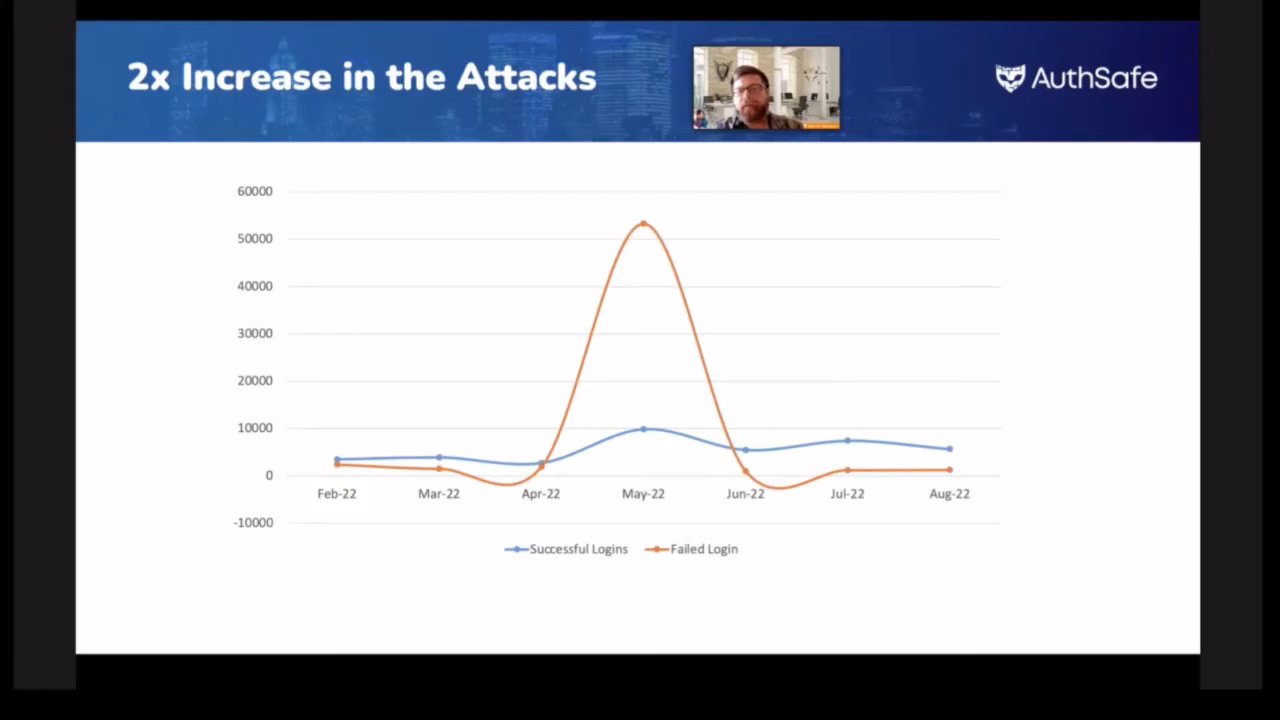 2x Increase in the Attacks
AuthSafe
60000
50000
40000
30000
20000
10000
0
-10000
Feb-22 Mar-22 Apr-22 May-22 Jun-22 Jul-22 Aug-22
Successful Logins Failed Login